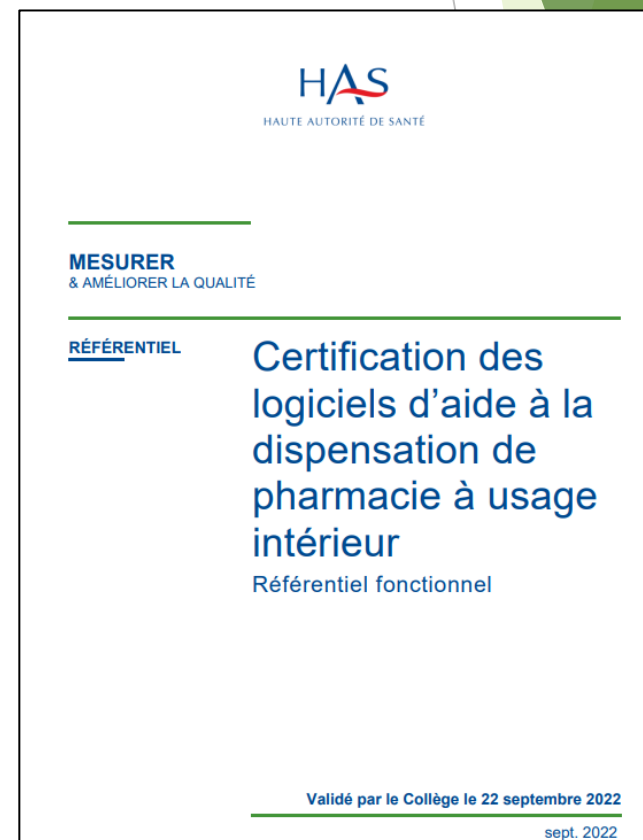 HAS
HAUTE AUTORITÉ DE SANTÉ
MESURER
& AMÉLIORER LA QUALITÉ
RÉFÉRENTIEL
Certification des
logiciels d'aide à la
dispensation de
pharmacie à usage
intérieur
Référentiel fonctionnel
Validé par le Collège le 22 septembre 2022
sept. 2022